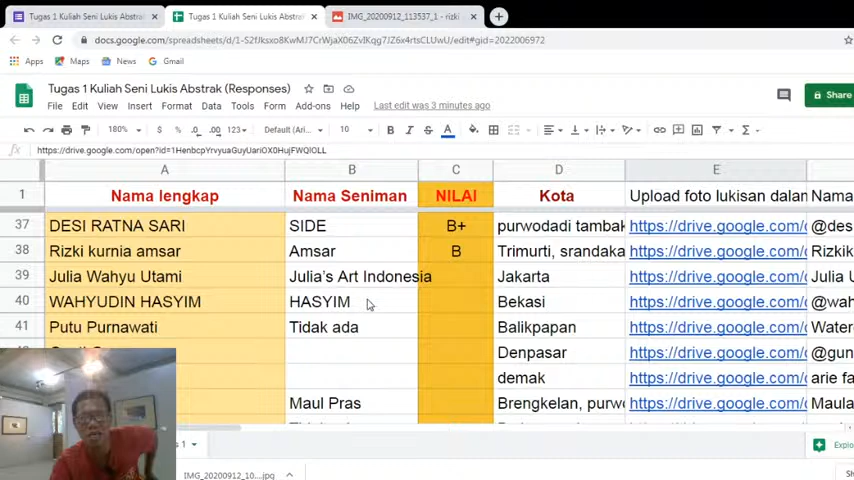 Tugas 1 Kuliah Seni Lukis Abstra
Tugas 1 Kuliah Seni Lukis Abstra
IMG_20200912_113537_1 - rizki
docs.google.com/spreadsheets/d/1-S2fJksxo8KwMJ7CrWjaX06ZvIKqg7JZ6x4rtsCLUwU/edit#gid=2022006972
Apps Maps News Gmail
Tugas 1 Kuliah Seni Lukis Abstrak (Responses)
File Edit View Insert Format Data Tools Form Add-ons Help Last edit was 3 minutes ago
Share
180% $ % .0 .00 123 Default (Ari... 10 B I S A
fx https://drive.google.com/open?id=1HenbcpYrvyuaGuyUariOX0HujFWQlOLL
A B C D E
1 Nama lengkap Nama Seniman NILAI Kota Upload foto lukisan dalam Nama
37 DESI RATNA SARI SIDE B+ purwodadi tambak https://drive.google.com/ @des
38 Rizki kurnia amsar Amsar B Trimurti, srandaka https://drive.google.com/ Rizkik
39 Julia Wahyu Utami Julia's Art Indonesia Jakarta https://drive.google.com/ Julia U
40 WAHYUDIN HASYIM HASYIM Bekasi https://drive.google.com/ @wah
41 Putu Purnawati Tidak ada Balikpapan https://drive.google.com/ Water
Denpasar https://drive.google.com/ @gun
demak https://drive.google.com/ arie fa
Maul Pras Brengkelan, purw https://drive.google.com/ Maula
s 1 Explo
IMG_20200912_10....jpg